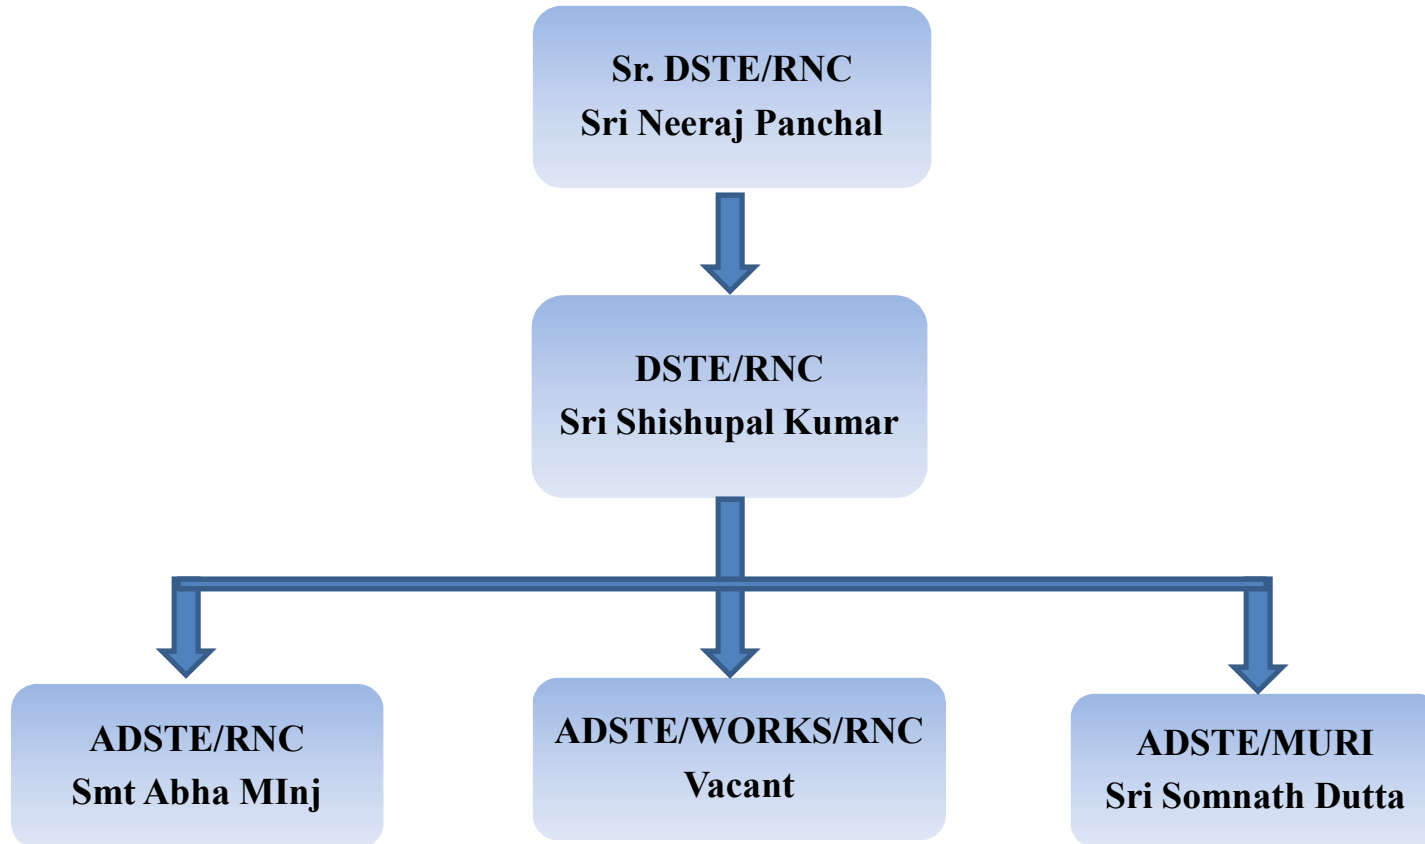 Sr. DSTE/RNC
Sri Neeraj Panchal
DSTE/RNC
Sri Shishupal Kumar
ADSTE/RNC
Smt Abha MInj
ADSTE/WORKS/RNC
Vacant
ADSTE/MURI
Sri Somnath Dutta